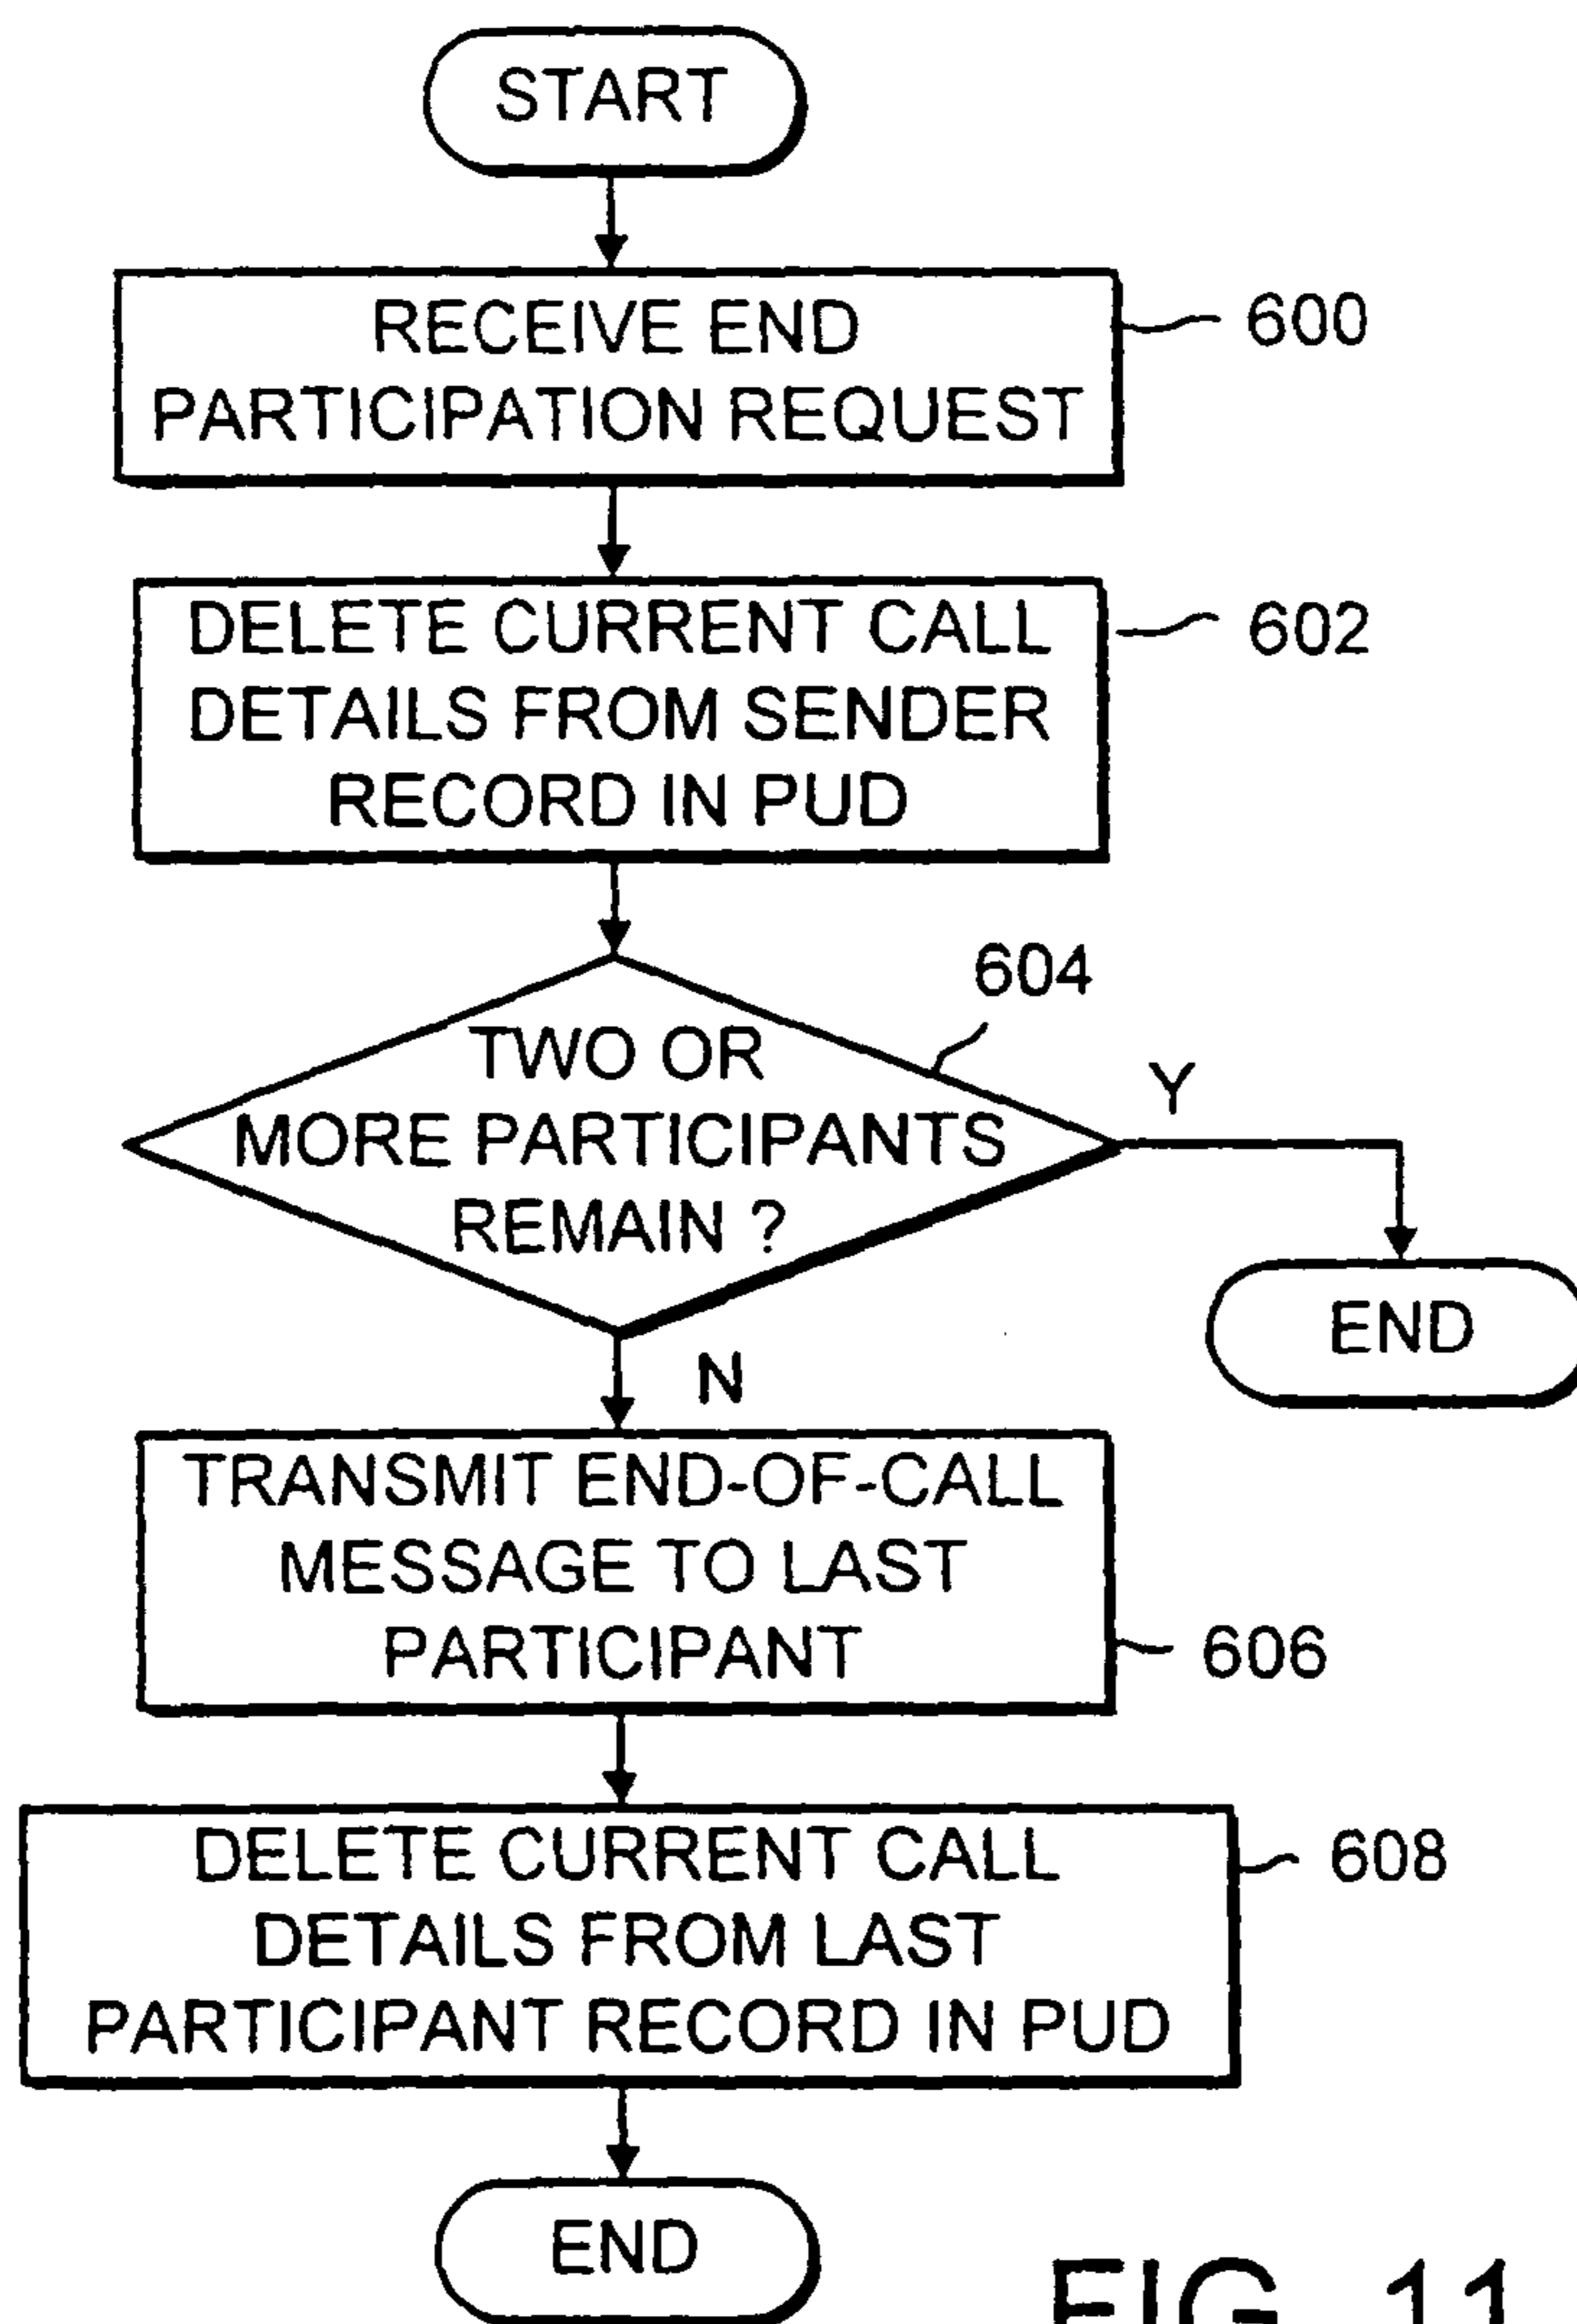 START
RECEIVE END
PARTICIPATION REQUEST
600
DELETE CURRENT CALL
DETAILS FROM SENDER
RECORD IN PUD
602
604
TWO OR
MORE PARTICIPANTS
REMAIN ?
Y
END
N
TRANSMIT END-OF-CALL
MESSAGE TO LAST
PARTICIPANT
606
DELETE CURRENT CALL
DETAILS FROM LAST
PARTICIPANT RECORD IN PUD
608
END
FIG. 11